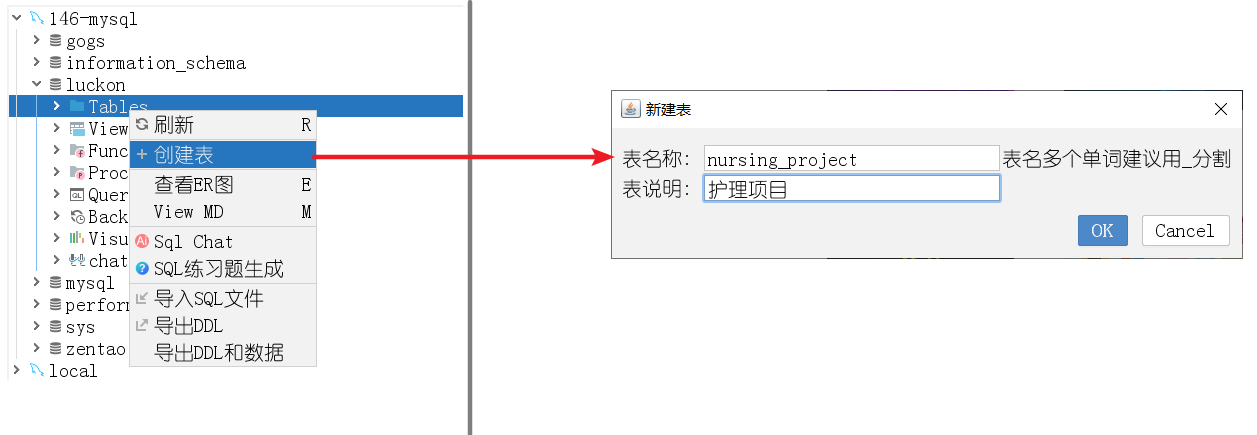 146-mysql
gogs
information_schema
luckon
Tables
View
Func
Proc
Quer
Back
Visu
chat
mysql
perforn
sys
zentao
local
刷新 R
创建表
查看ER图 E
View MD M
AI Sql Chat
? SQL练习题生成
导入SQL文件
导出DDL
导出DDL和数据
新建表
表名称: nursing_project 表名多个单词建议用_分割
表说明: 护理项目
OK Cancel